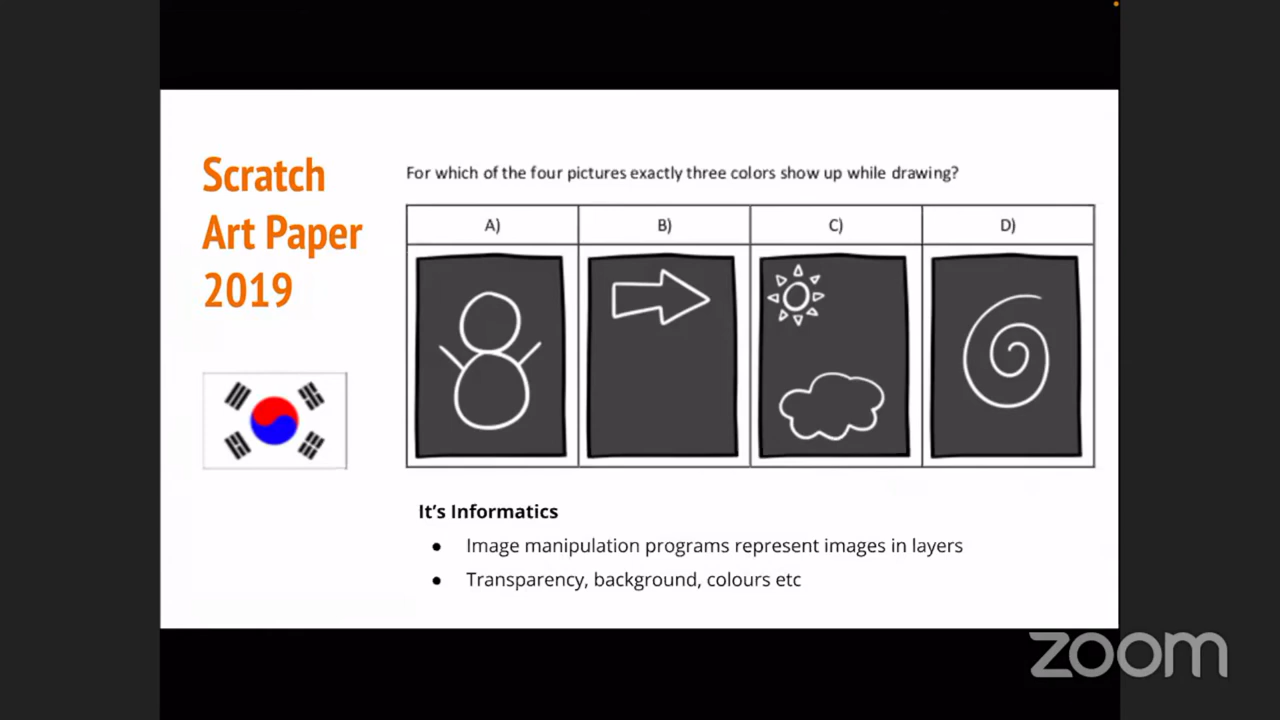 Scratch
Art Paper
2019
For which of the four pictures exactly three colors show up while drawing?
A) B) C) D)
It's Informatics
● Image manipulation programs represent images in layers
● Transparency, background, colours etc
zoom